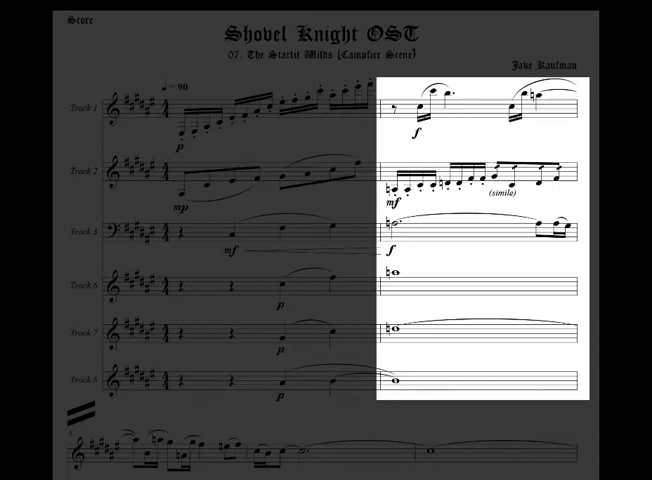 Score
Shovel Knight OST
07. The Starlit Wilds (Campfire Scene)
Jake Kaufman
= 90
Track 1
p
f
Track 2
mp
mf
(simile)
Track 3
mf
f
Track 6
p
Track 7
p
Track 8
p